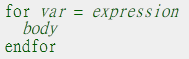 for var = expression
body
endfor